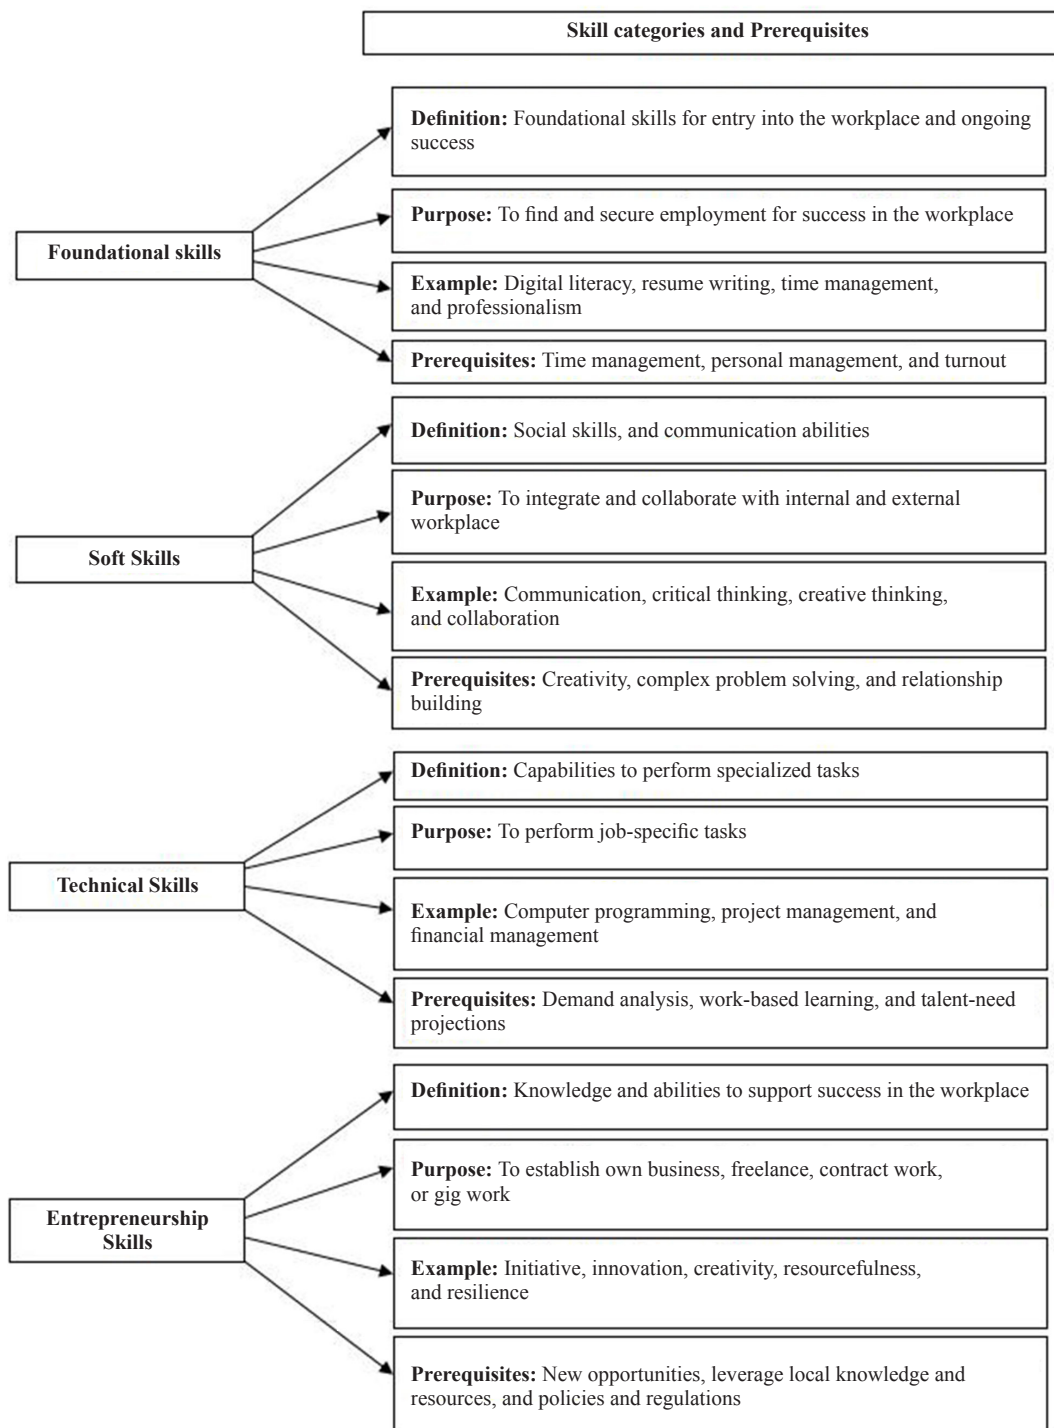 Skill categories and Prerequisites
Foundational skills
Definition: Foundational skills for entry into the workplace and ongoing
success
Purpose: To find and secure employment for success in the workplace
Example: Digital literacy, resume writing, time management,
and professionalism
Prerequisites: Time management, personal management, and turnout
Soft Skills
Definition: Social skills, and communication abilities
Purpose: To integrate and collaborate with internal and external
workplace
Example: Communication, critical thinking, creative thinking,
and collaboration
Prerequisites: Creativity, complex problem solving, and relationship
building
Technical Skills
Definition: Capabilities to perform specialized tasks
Purpose: To perform job-specific tasks
Example: Computer programming, project management, and
financial management
Prerequisites: Demand analysis, work-based learning, and talent-need
projections
Entrepreneurship
Skills
Definition: Knowledge and abilities to support success in the workplace
Purpose: To establish own business, freelance, contract work,
or gig work
Example: Initiative, innovation, creativity, resourcefulness,
and resilience
Prerequisites: New opportunities, leverage local knowledge and
resources, and policies and regulations